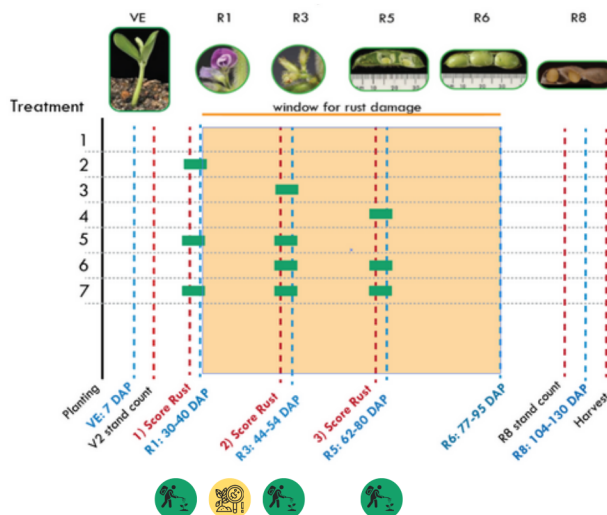 VE R1 R3 R5 R6 R8
Treatment
window for rust damage
1
2
3
4
5
6
7
Planting
VE: 7 DAP
V2 stand count
1) Score Rust
R1: 30-40 DAP
2) Score Rust
R3: 44-54 DAP
3) Score Rust
R5: 62-80 DAP
R6: 77-95 DAP
R8 stand count
R8: 104-130 DAP
Harvest